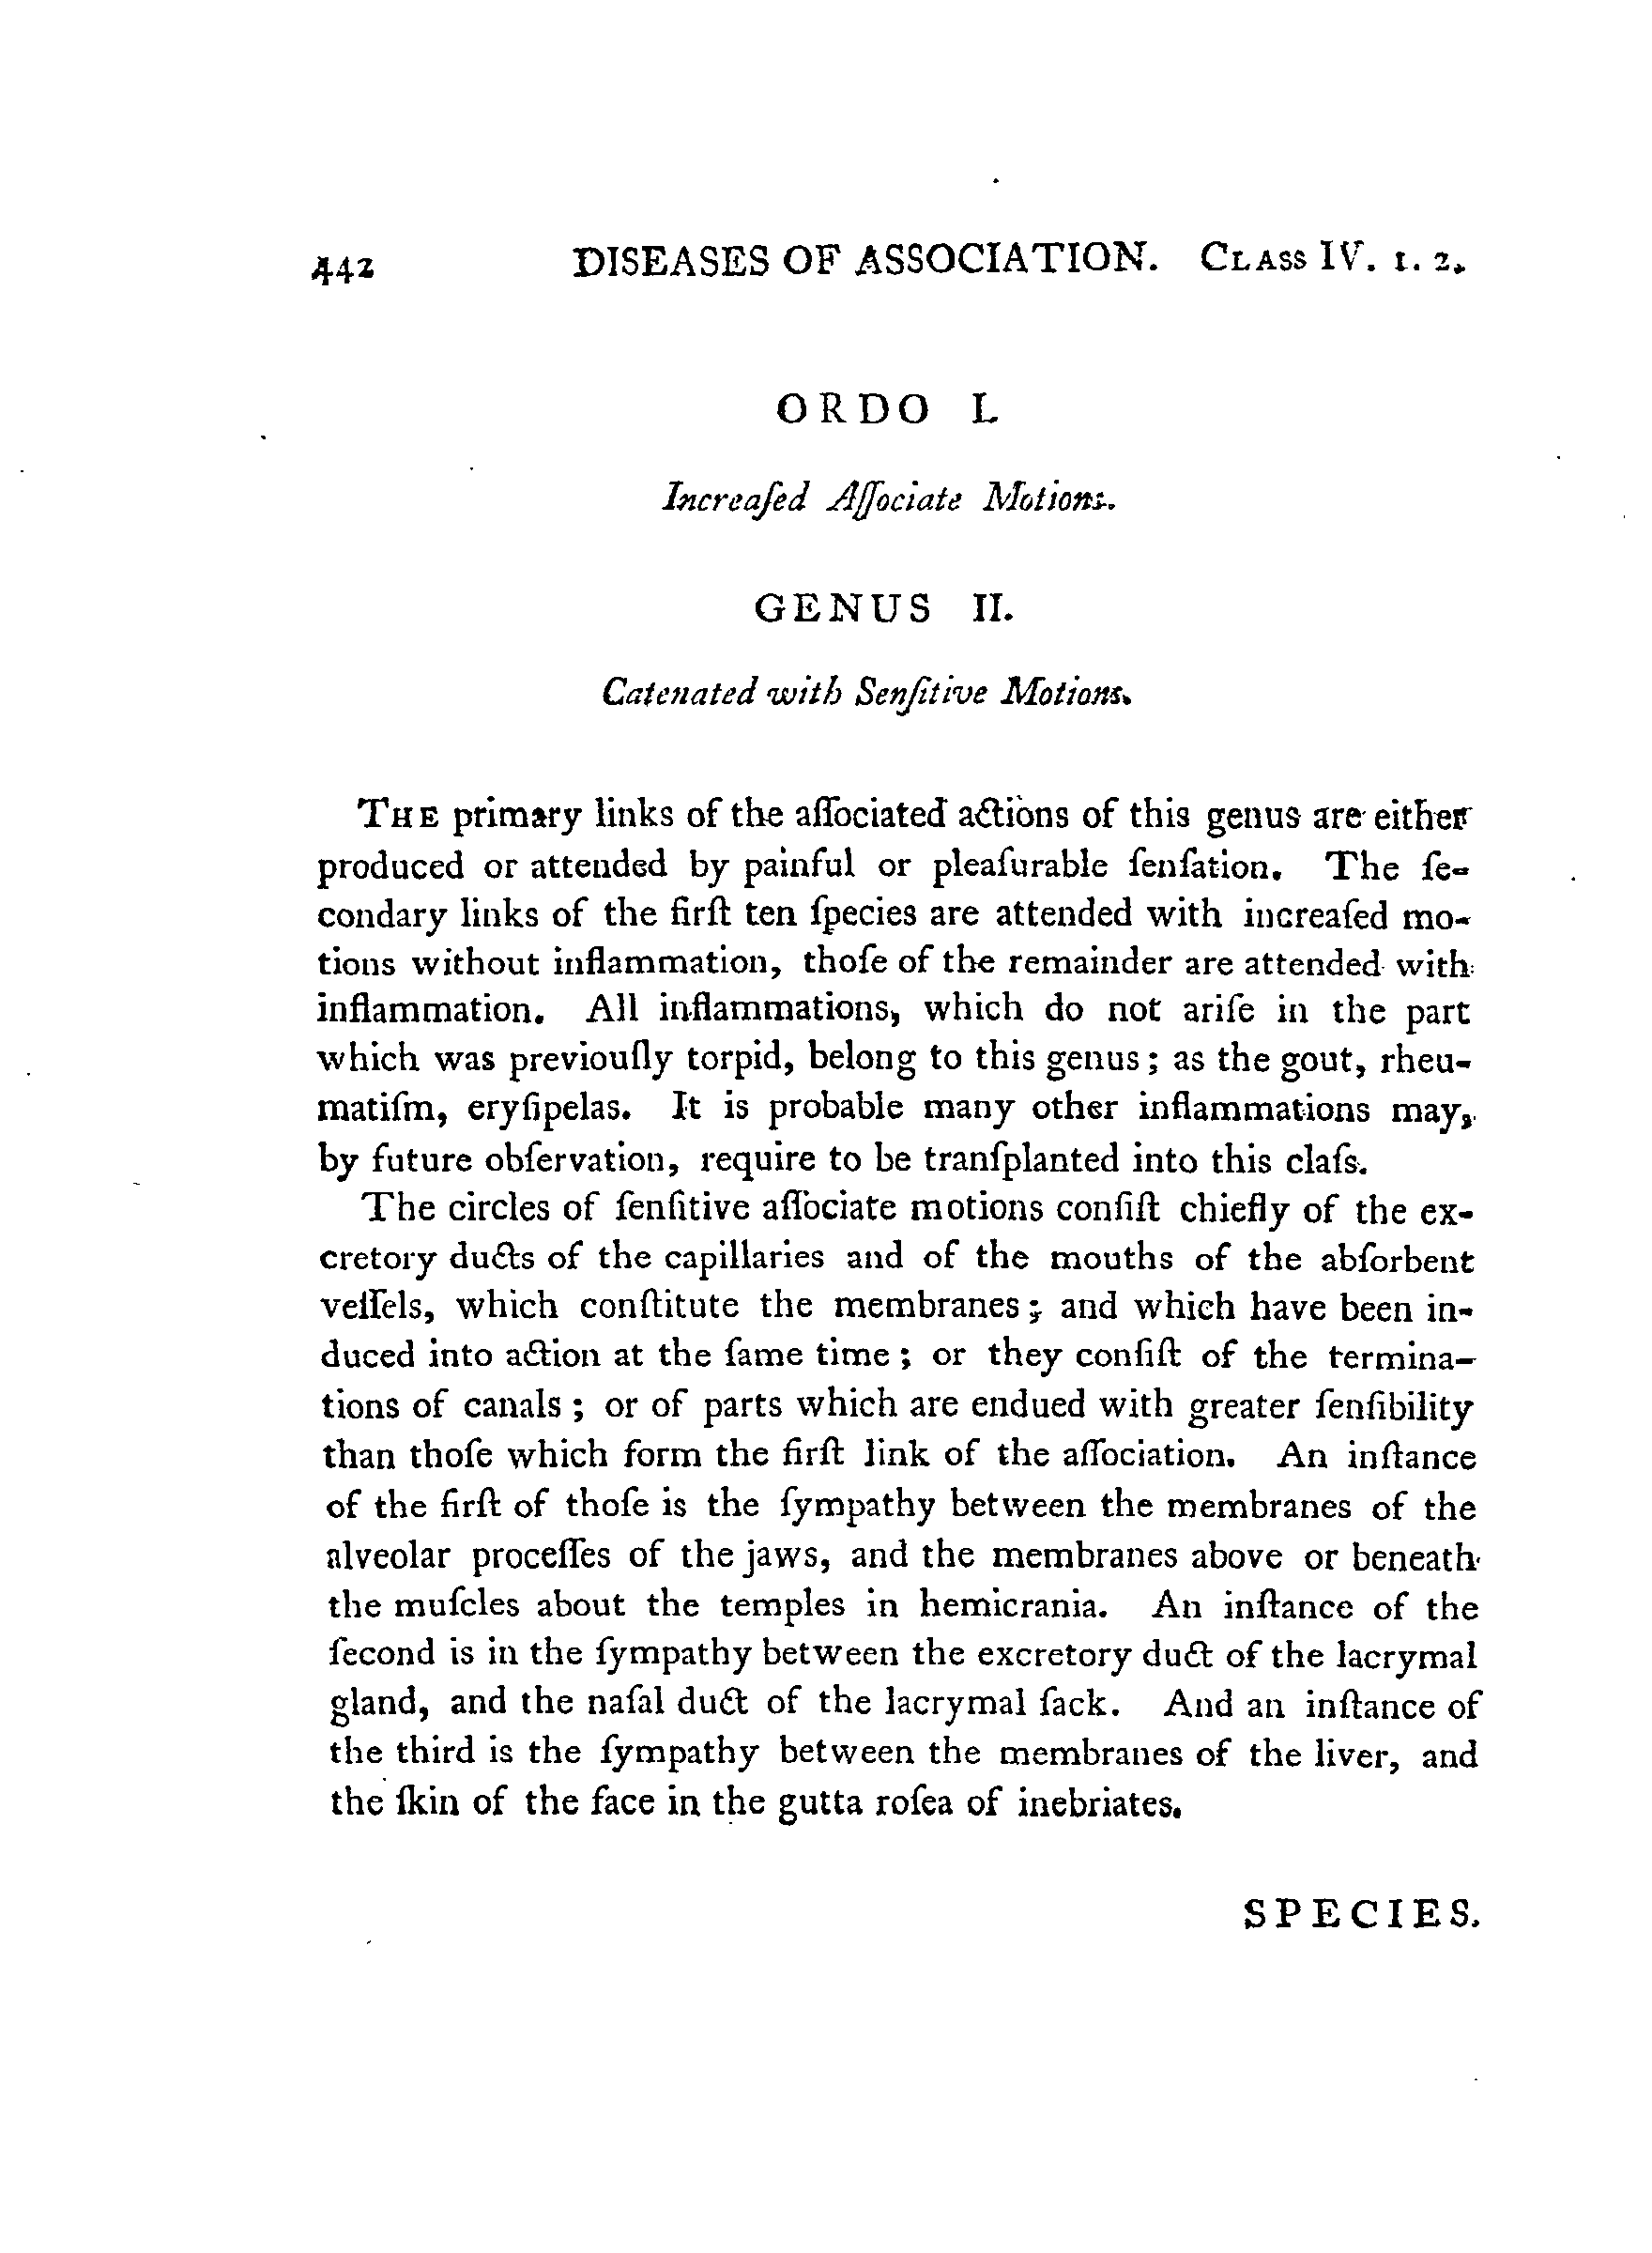 442 DISEASES OF ASSOCIATION. CLASS IV. 1. 2.
ORDO I.
Increaſed Aſſociate Motions.
GENUS II.
Catenated with Senſitive Motions.
THE primary links of the aſſociated actions of this genus are either
produced or attended by painful or pleaſurable ſenſation. The ſe-
condary links of the firſt ten ſpecies are attended with increaſed mo-
tions without inflammation, thoſe of the remainder are attended with
inflammation. All inflammations, which do not ariſe in the part
which was previouſly torpid, belong to this genus; as the gout, rheu-
matiſm, eryſipelas. It is probable many other inflammations may,
by future obſervation, require to be tranſplanted into this claſs.
The circles of ſenſitive aſſociate motions conſiſt chiefly of the ex-
cretory ducts of the capillaries and of the mouths of the abſorbent
veſſels, which conſtitute the membranes; and which have been in-
duced into action at the ſame time; or they conſiſt of the termina-
tions of canals; or of parts which are endued with greater ſenſibility
than thoſe which form the firſt link of the aſſociation. An inſtance
of the firſt of thoſe is the ſympathy between the membranes of the
alveolar proceſſes of the jaws, and the membranes above or beneath
the muſcles about the temples in hemicrania. An inſtance of the
ſecond is in the ſympathy between the excretory duct of the lacrymal
gland, and the naſal duct of the lacrymal ſack. And an inſtance of
the third is the ſympathy between the membranes of the liver, and
the ſkin of the face in the gutta roſea of inebriates.
SPECIES.